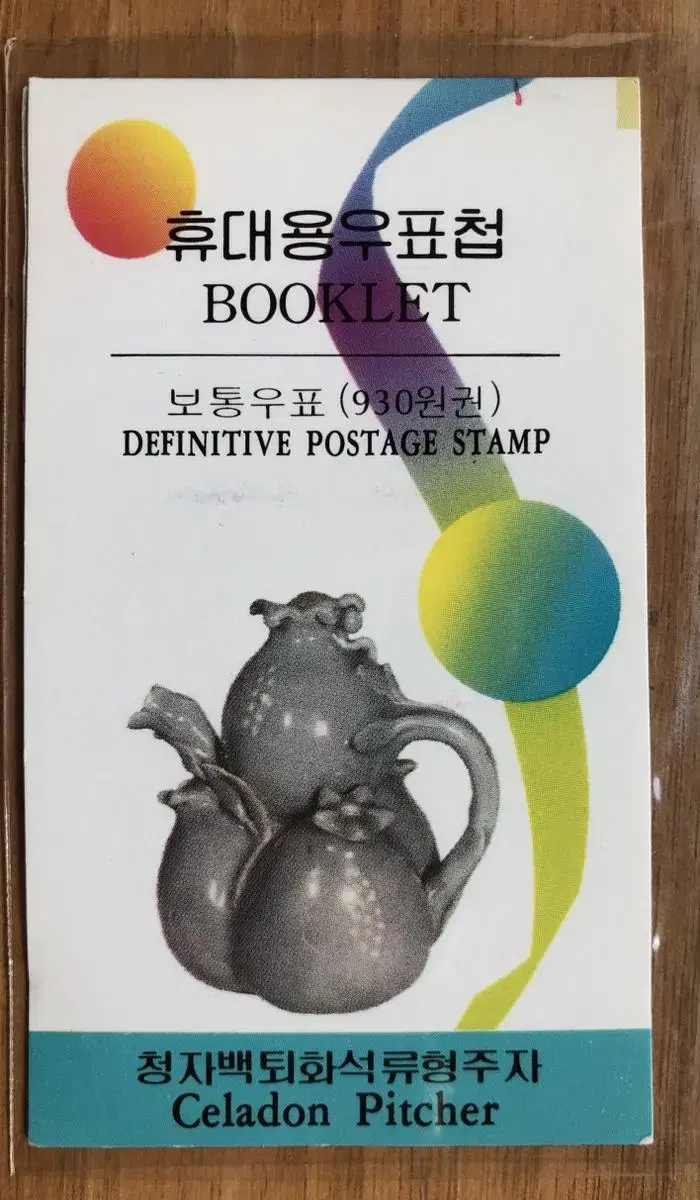 휴대용우표첩
BOOKLET
보통우표 (930원권)
DEFINITIVE POSTAGE STAMP
청자백퇴화석류형주자
Celadon Pitcher